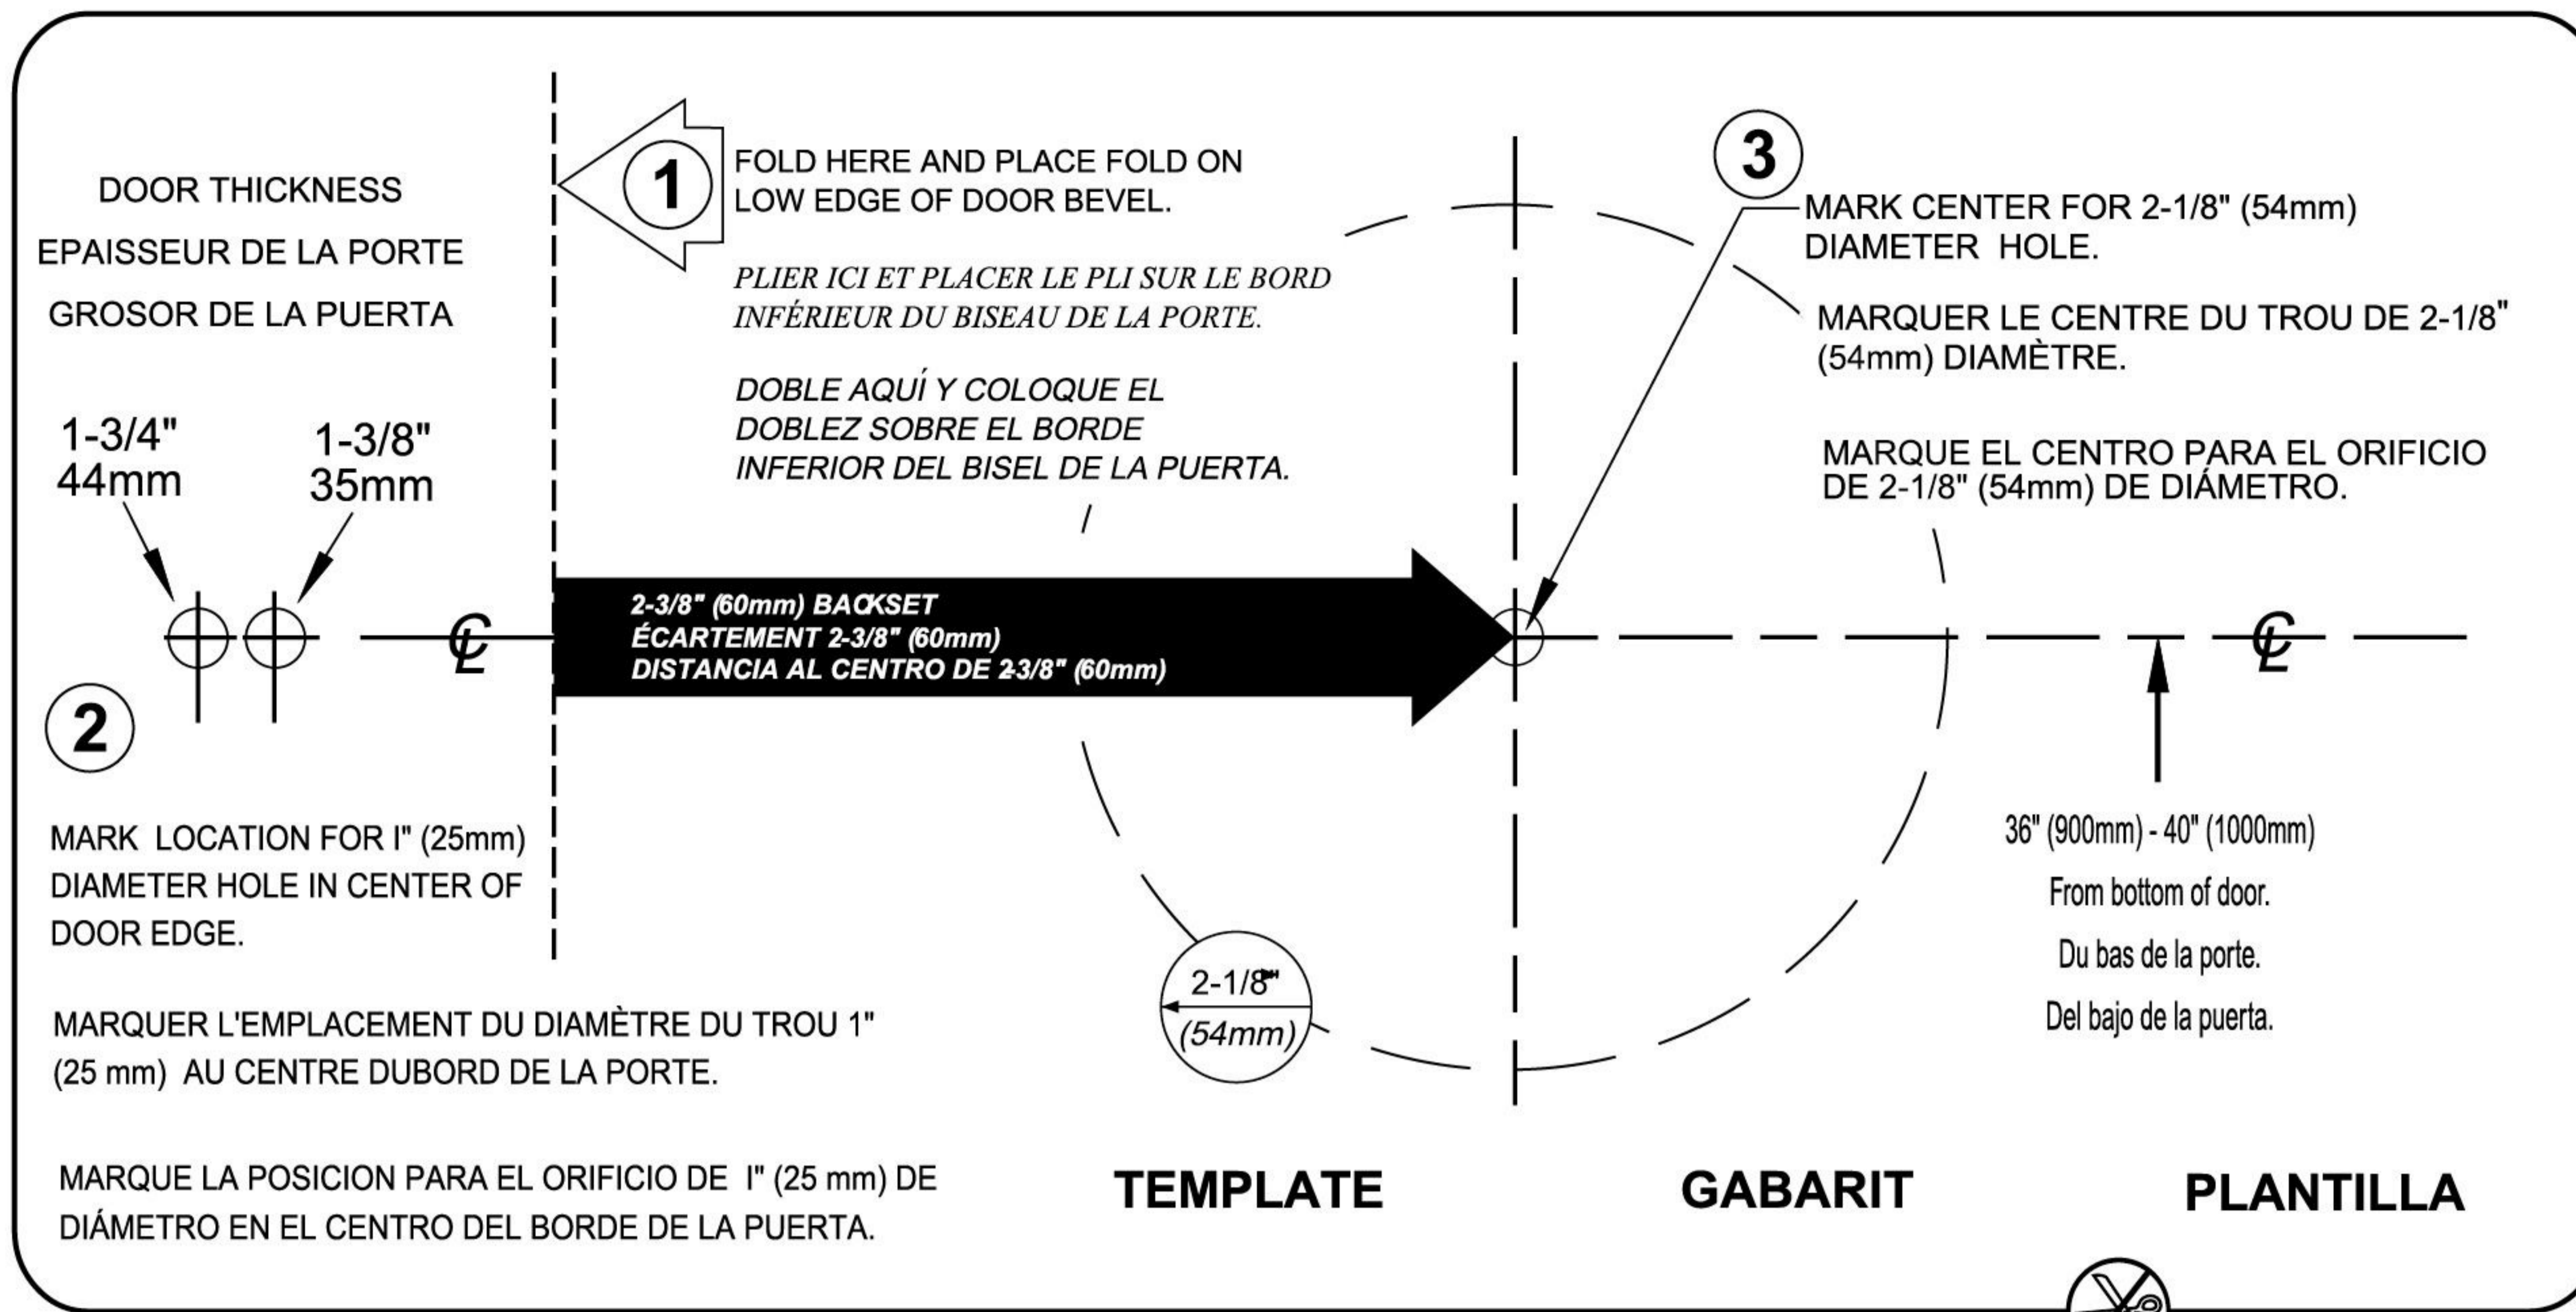 DOOR THICKNESS
EPAISSEUR DE LA PORTE
GROSOR DE LA PUERTA
1-3/4"
44mm
1-3/8"
35mm
1
FOLD HERE AND PLACE FOLD ON
LOW EDGE OF DOOR BEVEL.
PLIER ICI ET PLACER LE PLI SUR LE BORD
INFÉRIEUR DU BISEAU DE LA PORTE.
DOBLE AQUÍ Y COLOQUE EL
DOBLEZ SOBRE EL BORDE
INFERIOR DEL BISEL DE LA PUERTA.
3
MARK CENTER FOR 2-1/8" (54mm)
DIAMETER HOLE.
MARQUER LE CENTRE DU TROU DE 2-1/8"
(54mm) DIAMÈTRE.
MARQUE EL CENTRO PARA EL ORIFICIO
DE 2-1/8" (54mm) DE DIÁMETRO.
℄
2-3/8" (60mm) BACKSET
ÉCARTEMENT 2-3/8" (60mm)
DISTANCIA AL CENTRO DE 2-3/8" (60mm)
℄
2
MARK LOCATION FOR I" (25mm)
DIAMETER HOLE IN CENTER OF
DOOR EDGE.
MARQUER L'EMPLACEMENT DU DIAMÈTRE DU TROU 1"
(25 mm) AU CENTRE DUBORD DE LA PORTE.
MARQUE LA POSICION PARA EL ORIFICIO DE I" (25 mm) DE
DIÁMETRO EN EL CENTRO DEL BORDE DE LA PUERTA.
2-1/8"
(54mm)
36" (900mm) - 40" (1000mm)
From bottom of door.
Du bas de la porte.
Del bajo de la puerta.
TEMPLATE
GABARIT
PLANTILLA